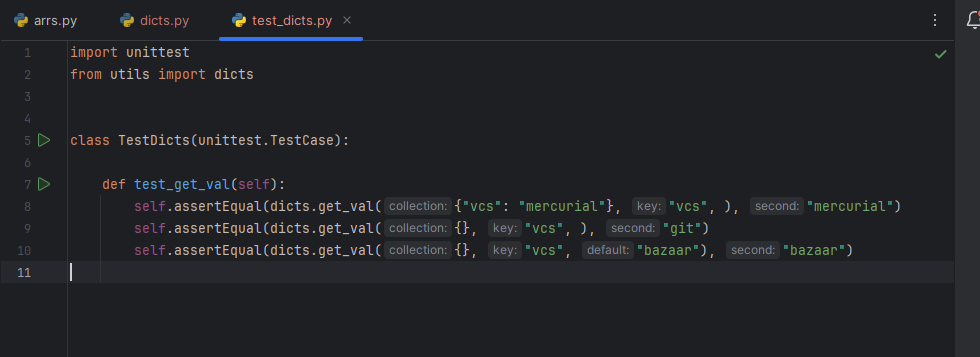 arrs.py dicts.py test_dicts.py
1 import unittest
2 from utils import dicts
3
4
5 class TestDicts(unittest.TestCase):
6
7 def test_get_val(self):
8 self.assertEqual(dicts.get_val( collection: {"vcs": "mercurial"}, key: "vcs", ), second: "mercurial")
9 self.assertEqual(dicts.get_val( collection: {}, key: "vcs", ), second: "git")
10 self.assertEqual(dicts.get_val( collection: {}, key: "vcs", default: "bazaar"), second: "bazaar")
11